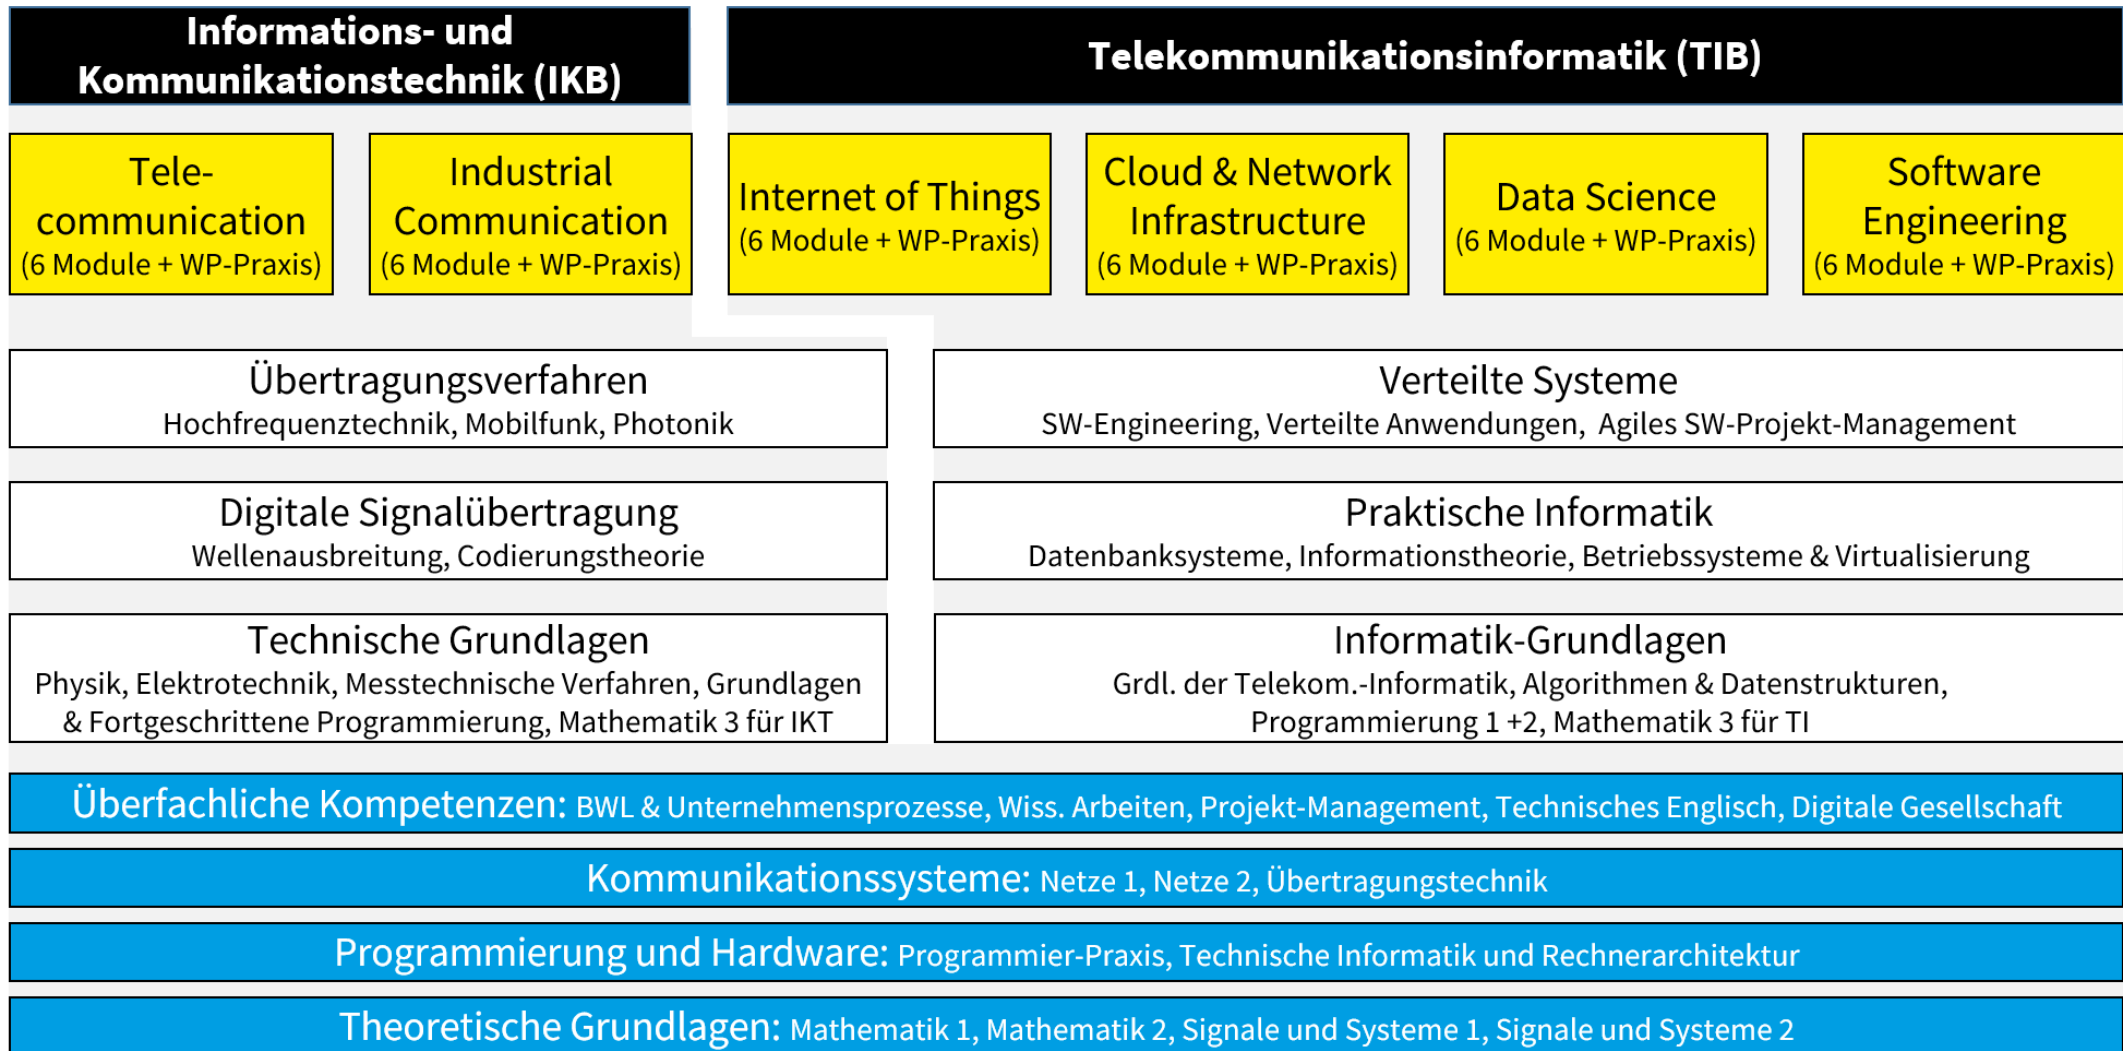 Informations- und
Kommunikationstechnik (IKB)
Telekommunikationsinformatik (TIB)
Tele-
communication
(6 Module + WP-Praxis)
Industrial
Communication
(6 Module + WP-Praxis)
Internet of Things
(6 Module + WP-Praxis)
Cloud & Network
Infrastructure
(6 Module + WP-Praxis)
Data Science
(6 Module + WP-Praxis)
Software
Engineering
(6 Module + WP-Praxis)
Übertragungsverfahren
Hochfrequenztechnik, Mobilfunk, Photonik
Verteilte Systeme
SW-Engineering, Verteilte Anwendungen, Agiles SW-Projekt-Management
Digitale Signalübertragung
Wellenausbreitung, Codierungstheorie
Praktische Informatik
Datenbanksysteme, Informationstheorie, Betriebssysteme & Virtualisierung
Technische Grundlagen
Physik, Elektrotechnik, Messtechnische Verfahren, Grundlagen
& Fortgeschrittene Programmierung, Mathematik 3 für IKT
Informatik-Grundlagen
Grdl. der Telekom.-Informatik, Algorithmen & Datenstrukturen,
Programmierung 1 +2, Mathematik 3 für TI
Überfachliche Kompetenzen: BWL & Unternehmensprozesse, Wiss. Arbeiten, Projekt-Management, Technisches Englisch, Digitale Gesellschaft
Kommunikationssysteme: Netze 1, Netze 2, Übertragungstechnik
Programmierung und Hardware: Programmier-Praxis, Technische Informatik und Rechnerarchitektur
Theoretische Grundlagen: Mathematik 1, Mathematik 2, Signale und Systeme 1, Signale und Systeme 2